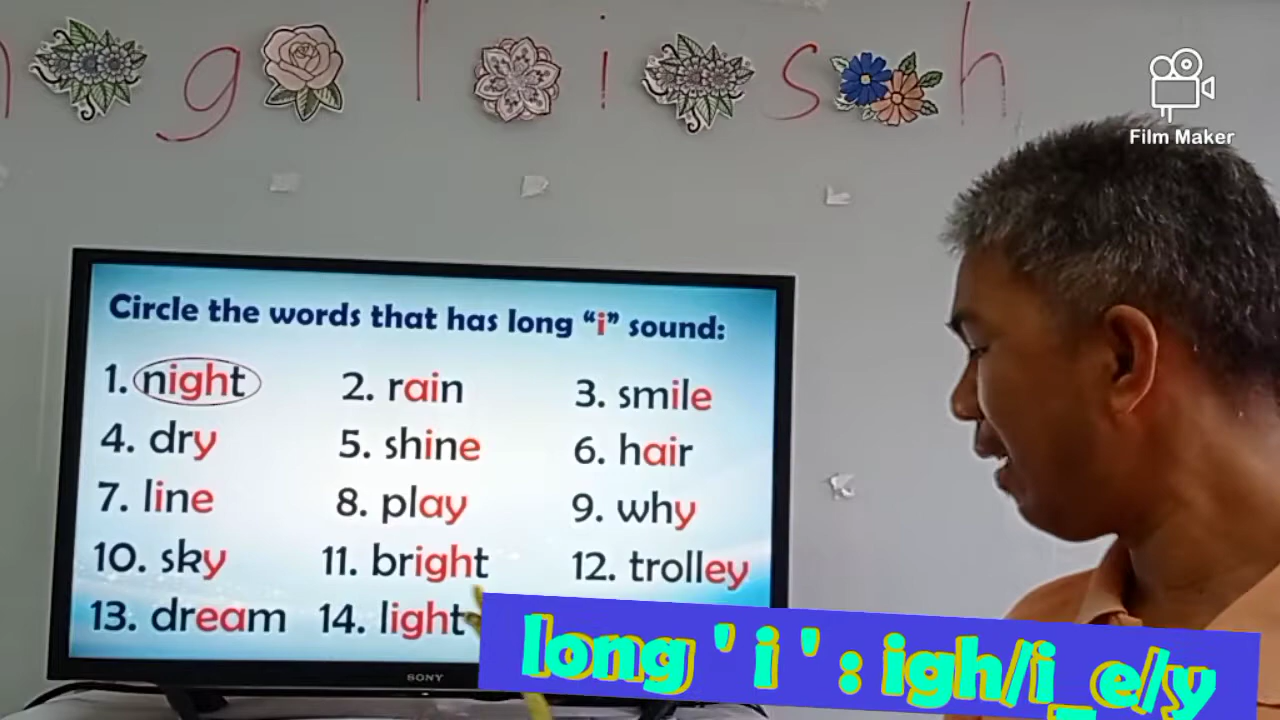 n g l i s h
Film Maker
Circle the words that has long “i” sound:
1. night 2. rain 3. smile
4. dry 5. shine 6. hair
7. line 8. play 9. why
10. sky 11. bright 12. trolley
13. dream 14. light
SONY
long ' i ' : igh/i_e/y